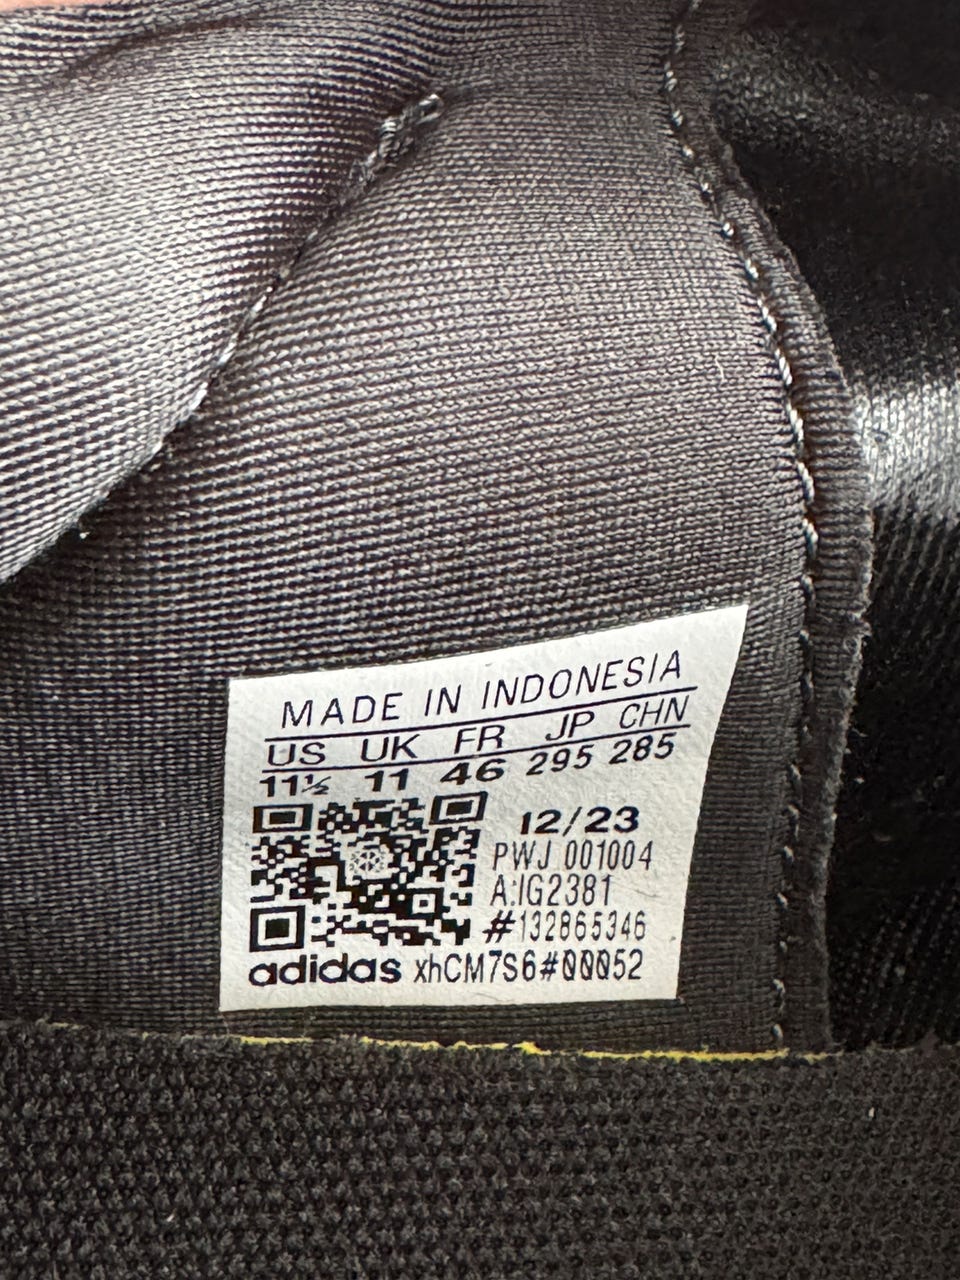 MADE IN INDONESIA
US UK FR JP CHN
11½ 11 46 295 285
12/23
PWJ 001004
A:IG2381
#132865346
adidas xhCM7S6#00052